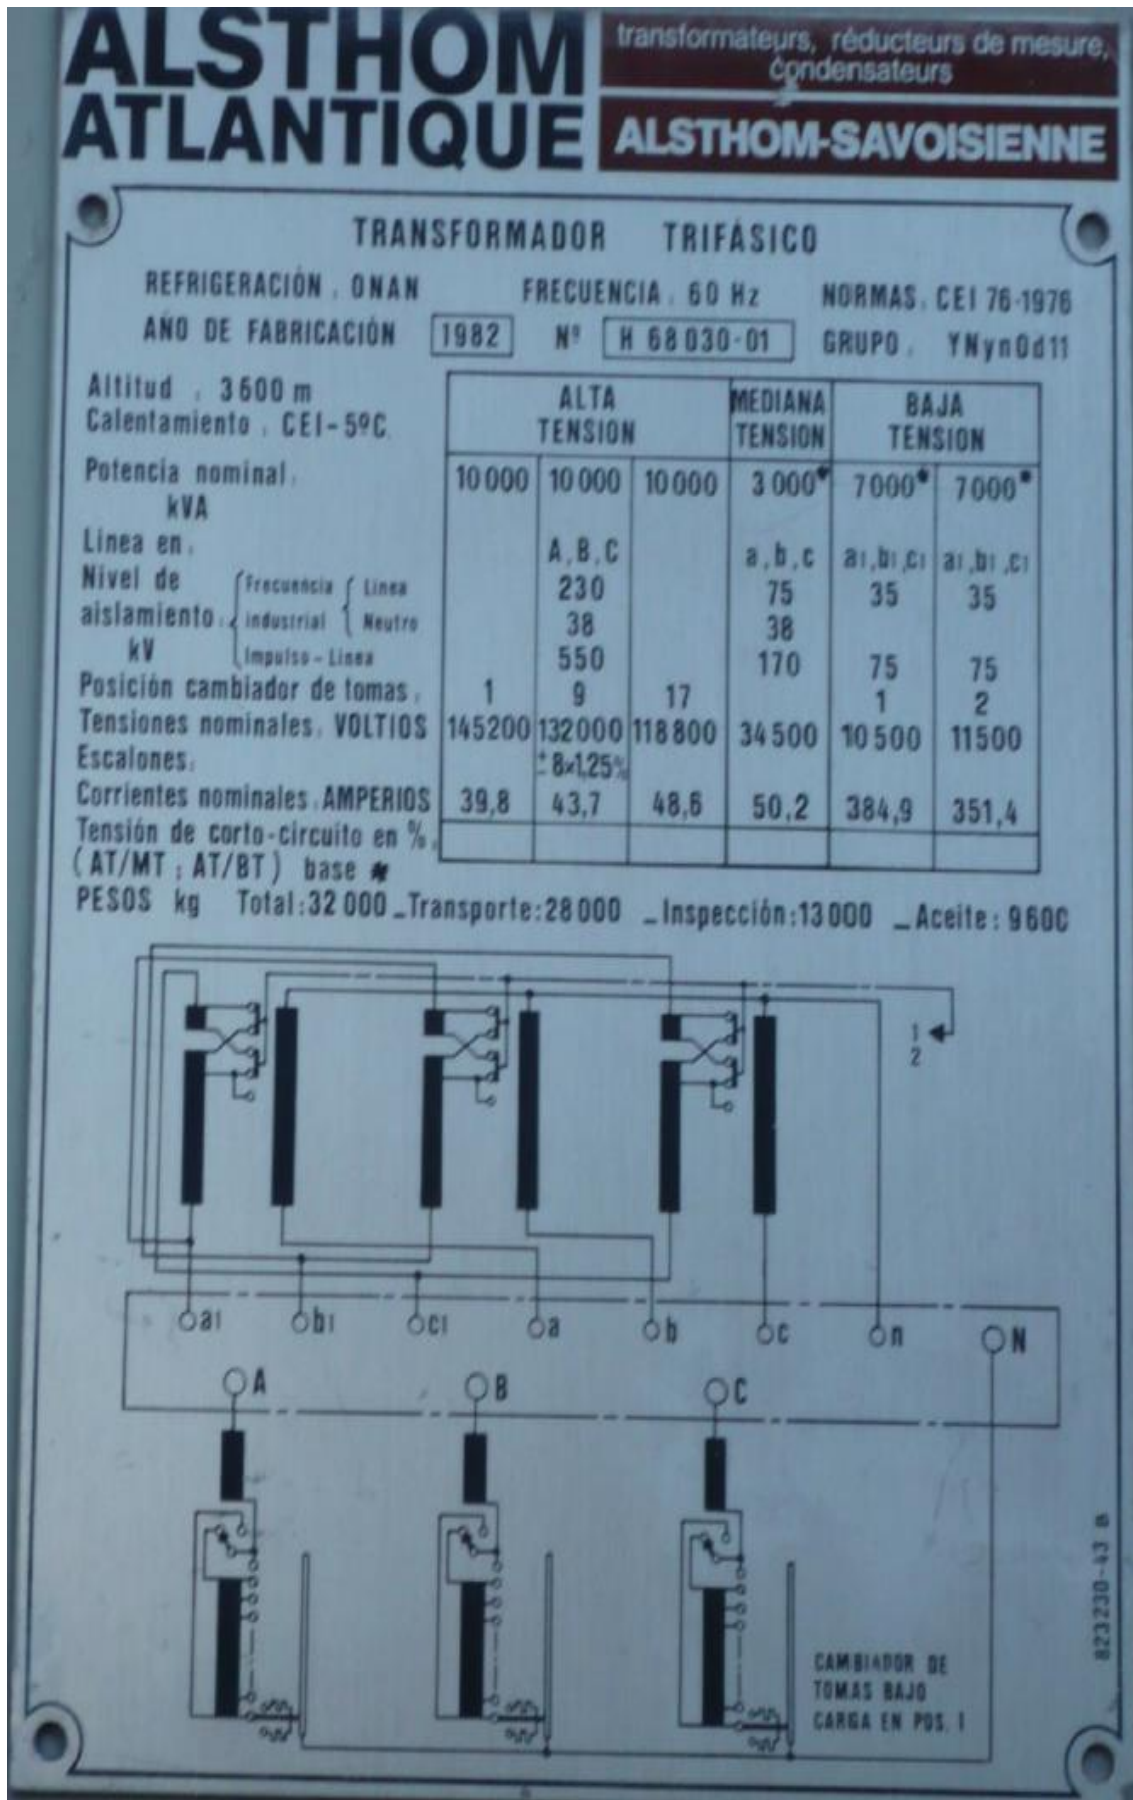 ALSTHOM
ATLANTIQUE
transformateurs, réducteurs de mesure,
condensateurs
ALSTHOM-SAVOISIENNE
TRANSFORMADOR TRIFÁSICO
REFRIGERACIÓN . ONAN FRECUENCIA . 60 Hz NORMAS. CEI 76-1976
AÑO DE FABRICACIÓN 1982 Nº H 68030-01 GRUPO . YNyn0d11
Altitud . 3600 m
Calentamiento . CEI-5ºC.
ALTA TENSION MEDIANA TENSION BAJA TENSION
Potencia nominal. kVA 10000 10000 10000 3000* 7000* 7000*
Linea en. A,B,C a,b,c a1,b1,c1 a1,b1,c1
Nivel de aislamiento. kV
Frecuencia industrial Linea 230 75 35 35
Neutro 38 38
Impulso-Linea 550 170 75 75
Posición cambiador de tomas. 1 9 17 1 2
Tensiones nominales. VOLTIOS 145200 132000 118800 34500 10500 11500
Escalones. ±8x1,25%
Corrientes nominales.AMPERIOS 39,8 43,7 48,6 50,2 384,9 351,4
Tensión de corto-circuito en %.
(AT/MT ; AT/BT) base *
PESOS kg Total:32000_Transporte:28000 _Inspección:13000 _Aceite: 9600
1
2
a1 b1 c1 a b c n N
A B C
CAMBIADOR DE
TOMAS BAJO
CARGA EN POS. 1
823230-43 B